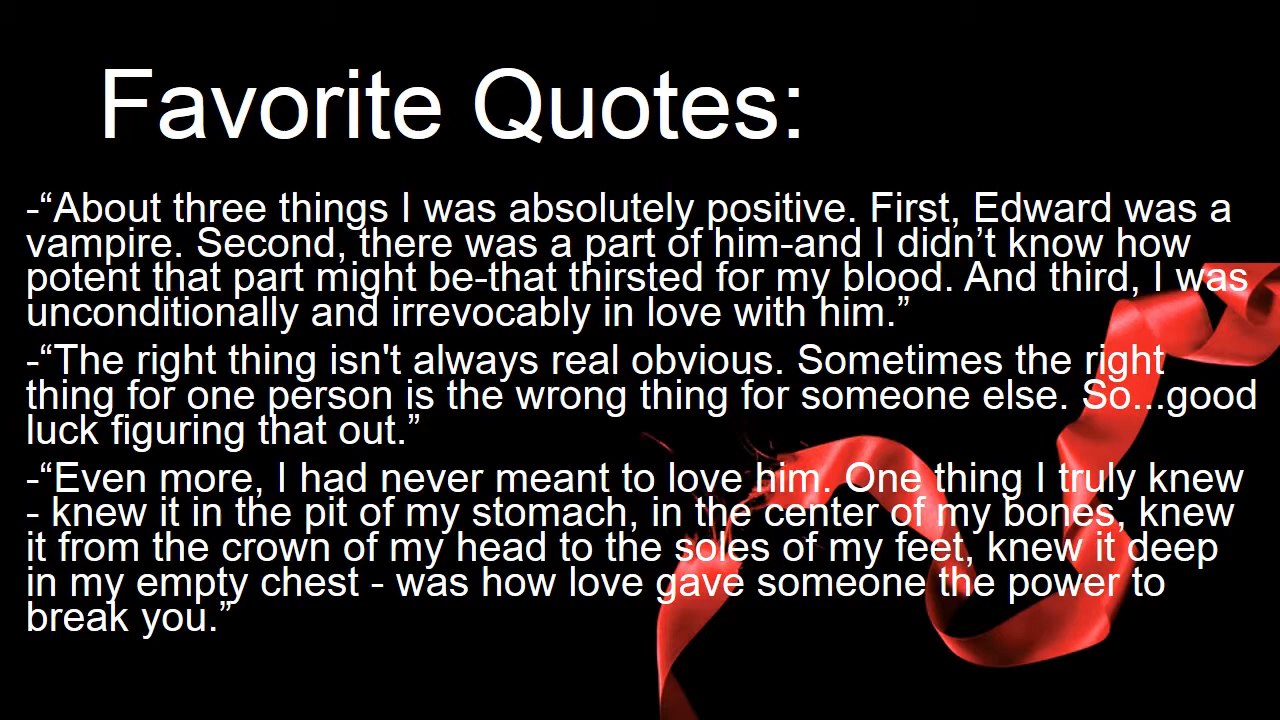 Favorite Quotes:
-“About three things I was absolutely positive. First, Edward was a
vampire. Second, there was a part of him-and I didn’t know how
potent that part might be-that thirsted for my blood. And third, I was
unconditionally and irrevocably in love with him.”
-“The right thing isn't always real obvious. Sometimes the right
thing for one person is the wrong thing for someone else. So...good
luck figuring that out.”
-“Even more, I had never meant to love him. One thing I truly knew
- knew it in the pit of my stomach, in the center of my bones, knew
it from the crown of my head to the soles of my feet, knew it deep
in my empty chest - was how love gave someone the power to
break you.”